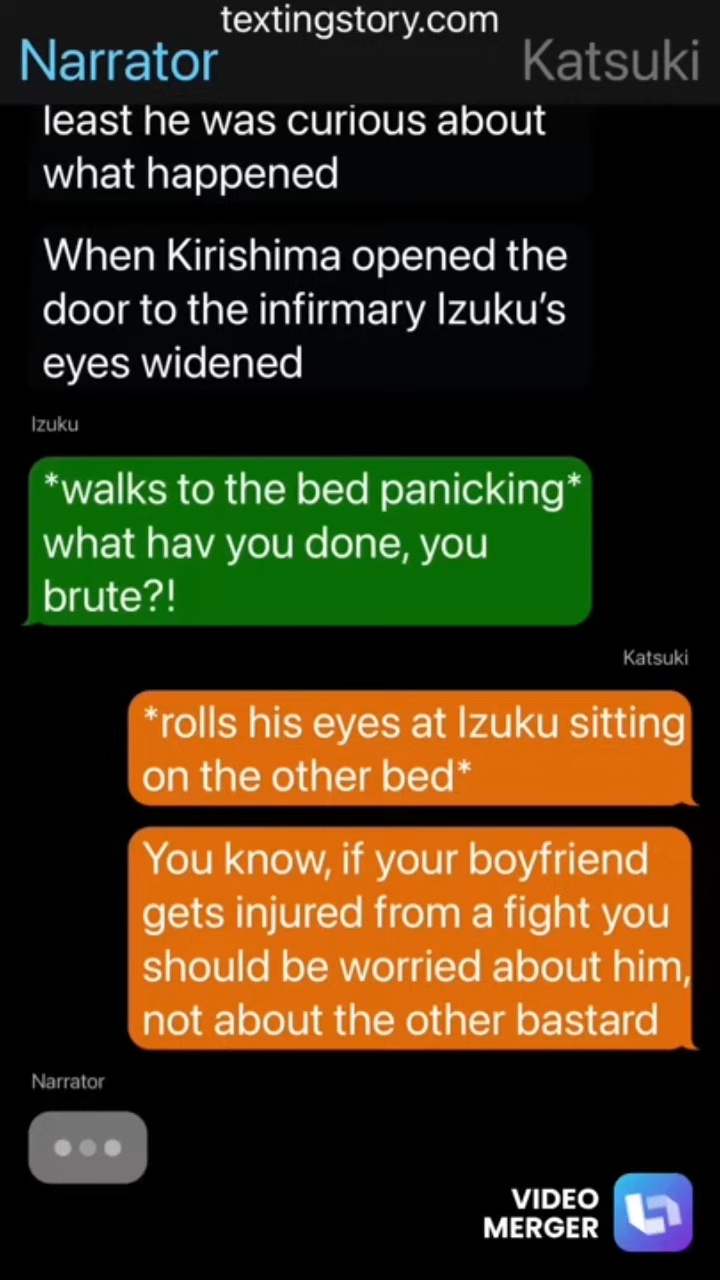 textingstory.com
Narrator
Katsuki
least he was curious about
what happened
When Kirishima opened the
door to the infirmary Izuku's
eyes widened
Izuku
*walks to the bed panicking*
what hav you done, you
brute?!
Katsuki
*rolls his eyes at Izuku sitting
on the other bed*
You know, if your boyfriend
gets injured from a fight you
should be worried about him,
not about the other bastard
Narrator
VIDEO
MERGER